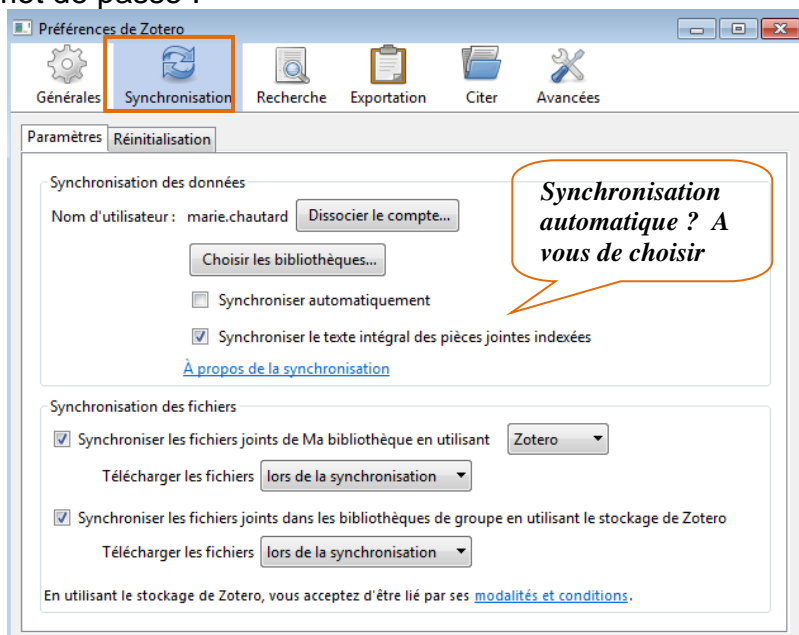 mot de passe :
Préférences de Zotero
Générales Synchronisation Recherche Exportation Citer Avancées
Paramètres Réinitialisation
Synchronisation des données
Nom d'utilisateur : marie.chautard Dissocier le compte...
Choisir les bibliothèques...
Synchroniser automatiquement
Synchroniser le texte intégral des pièces jointes indexées
À propos de la synchronisation
Synchronisation
automatique ? A
vous de choisir
Synchronisation des fichiers
Synchroniser les fichiers joints de Ma bibliothèque en utilisant Zotero
Télécharger les fichiers lors de la synchronisation
Synchroniser les fichiers joints dans les bibliothèques de groupe en utilisant le stockage de Zotero
Télécharger les fichiers lors de la synchronisation
En utilisant le stockage de Zotero, vous acceptez d'être lié par ses modalités et conditions.